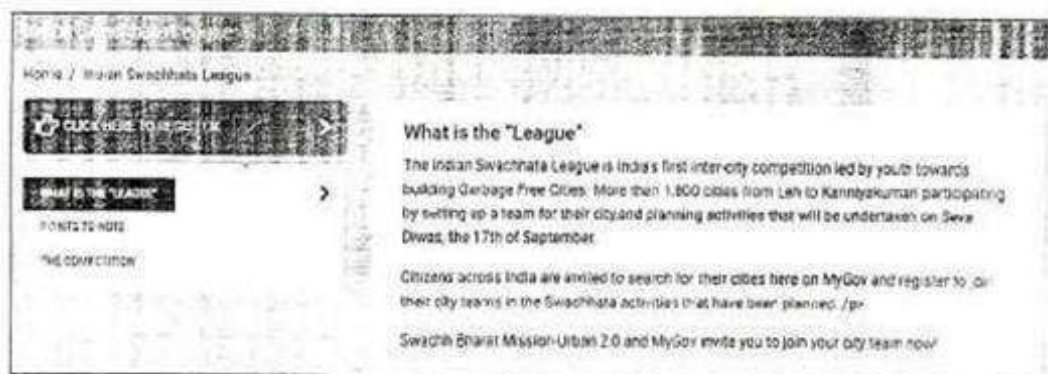 Home / Indian Swachhata League
CLICK HERE TO REGISTER
WHAT IS THE "LEAGUE"
POINTS TO NOTE
THE COMPETITION
What is the "League"
The Indian Swachhata League is India's first inter-city competition led by youth towards
building Garbage Free Cities. More than 1,800 cities from Leh to Kanniyakumari participating
by setting up a team for their city and planning activities that will be undertaken on Seva
Diwas, the 17th of September.
Citizens across India are invited to search for their cities here on MyGov and register to join
their city teams in the Swachhata activities that have been planned. /p>
Swachh Bharat Mission-Urban 2.0 and MyGov invite you to join your city team now!